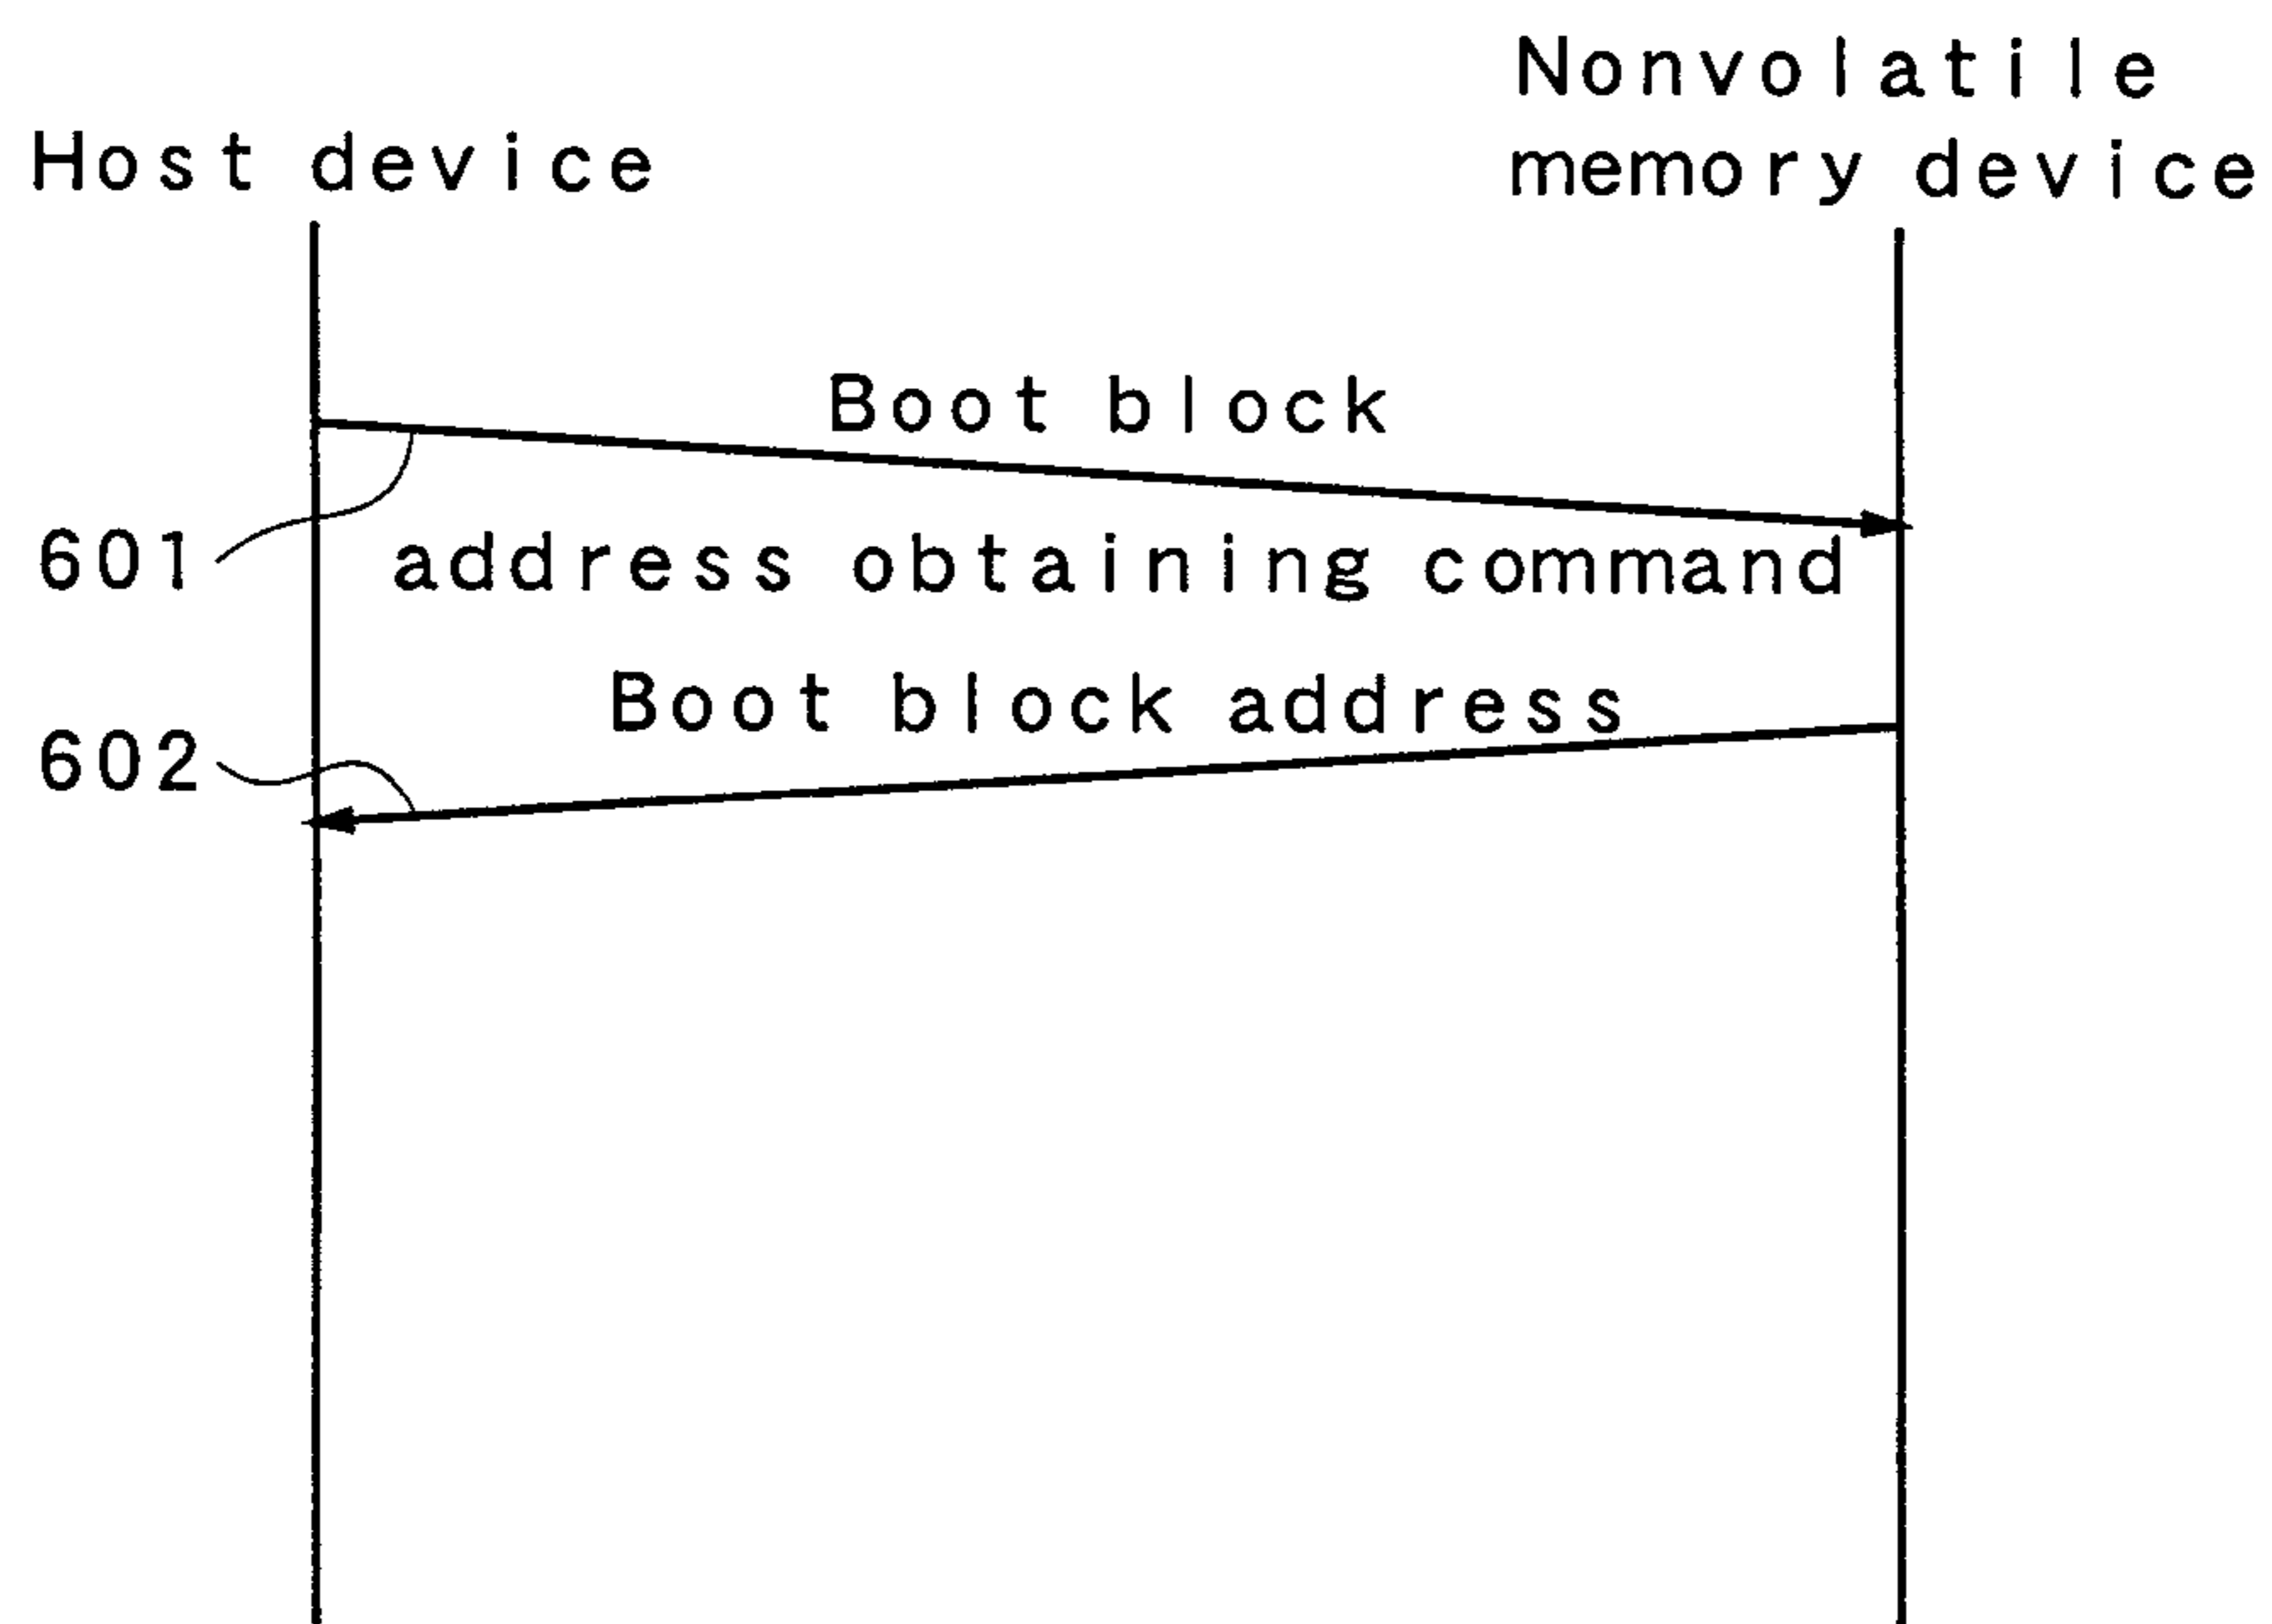 Host device
Nonvolatile
memory device
Boot block
601
address obtaining command
Boot block address
602